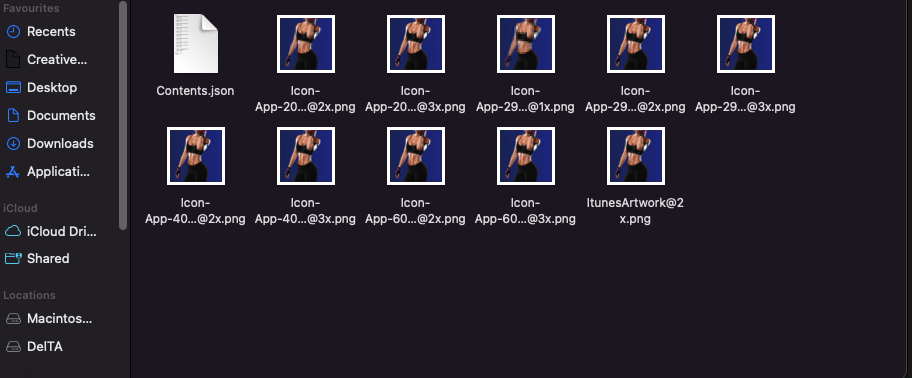 Favourites
Recents
Creative...
Desktop
Documents
Downloads
Applicati...
iCloud
iCloud Dri...
Shared
Locations
Macintos...
DelTA
Contents.json
Icon-
App-20...@2x.png
Icon-
App-20...@3x.png
Icon-
App-29...@1x.png
Icon-
App-29...@2x.png
Icon-
App-29...@3x.png
Icon-
App-40...@2x.png
Icon-
App-40...@3x.png
Icon-
App-60...@2x.png
Icon-
App-60...@3x.png
ItunesArtwork@2
x.png